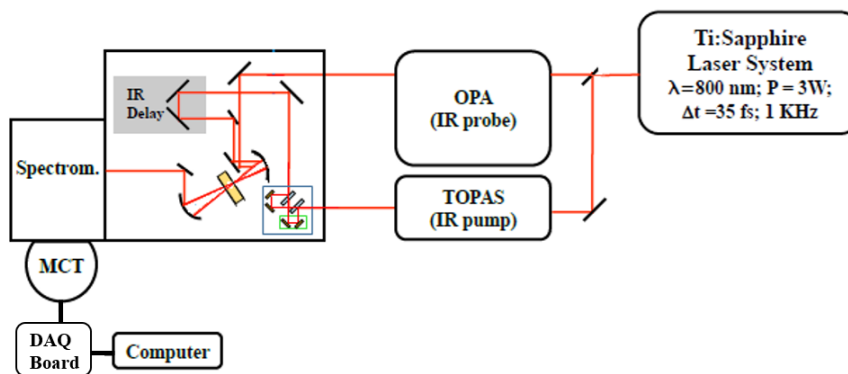 Ti:Sapphire
Laser System
λ=800 nm; P = 3W;
Δt =35 fs; 1 KHz
OPA
(IR probe)
TOPAS
(IR pump)
IR
Delay
Spectrom.
MCT
DAQ
Board
Computer